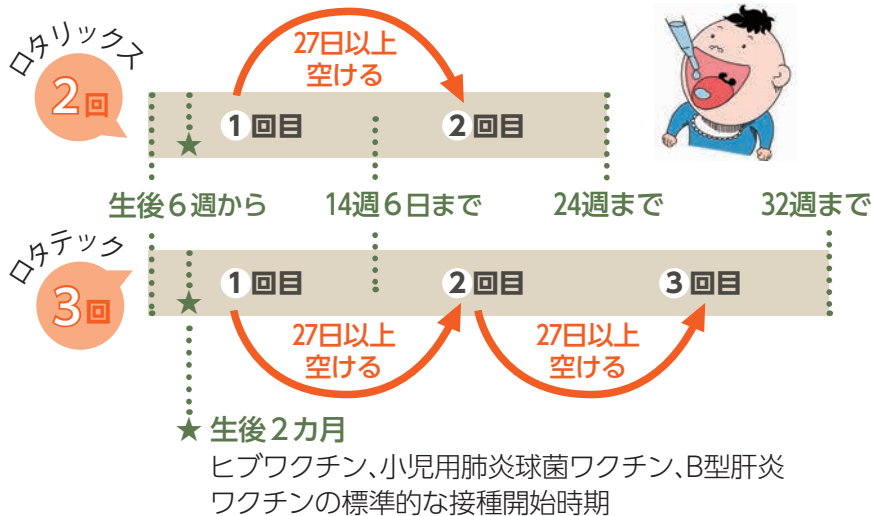 ロタリックス
2回
27日以上
空ける
1回目
2回目
生後6週から
14週6日まで
24週まで
32週まで
ロタテック
3回
1回目
2回目
3回目
27日以上
空ける
27日以上
空ける
★ 生後2カ月
ヒブワクチン、小児用肺炎球菌ワクチン、B型肝炎
ワクチンの標準的な接種開始時期